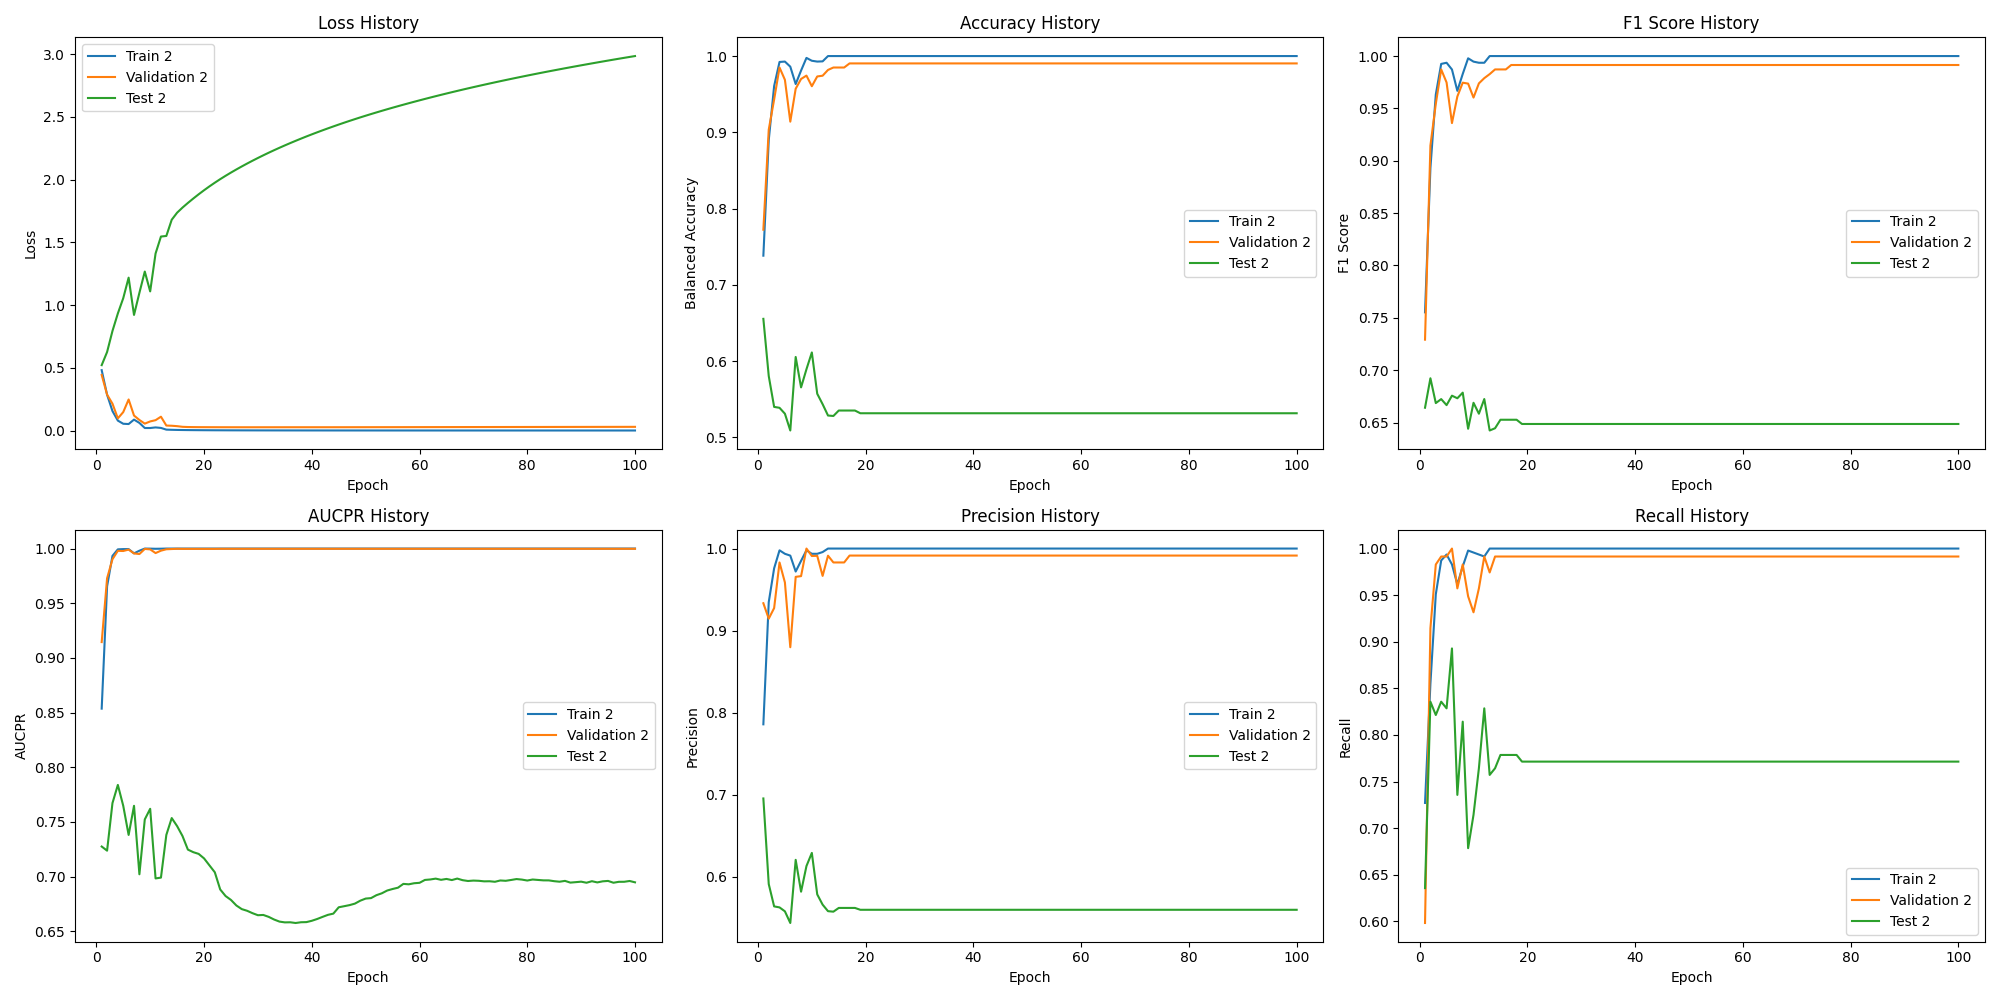 Loss History
Loss
3.0
2.5
2.0
1.5
1.0
0.5
0.0
Train 2
Validation 2
Test 2
0 20 40 60 80 100
Epoch
Accuracy History
Balanced Accuracy
1.0
0.9
0.8
0.7
0.6
0.5
Train 2
Validation 2
Test 2
0 20 40 60 80 100
Epoch
F1 Score History
F1 Score
1.00
0.95
0.90
0.85
0.80
0.75
0.70
0.65
Train 2
Validation 2
Test 2
0 20 40 60 80 100
Epoch
AUCPR History
AUCPR
1.00
0.95
0.90
0.85
0.80
0.75
0.70
0.65
Train 2
Validation 2
Test 2
0 20 40 60 80 100
Epoch
Precision History
Precision
1.0
0.9
0.8
0.7
0.6
Train 2
Validation 2
Test 2
0 20 40 60 80 100
Epoch
Recall History
Recall
1.00
0.95
0.90
0.85
0.80
0.75
0.70
0.65
0.60
Train 2
Validation 2
Test 2
0 20 40 60 80 100
Epoch